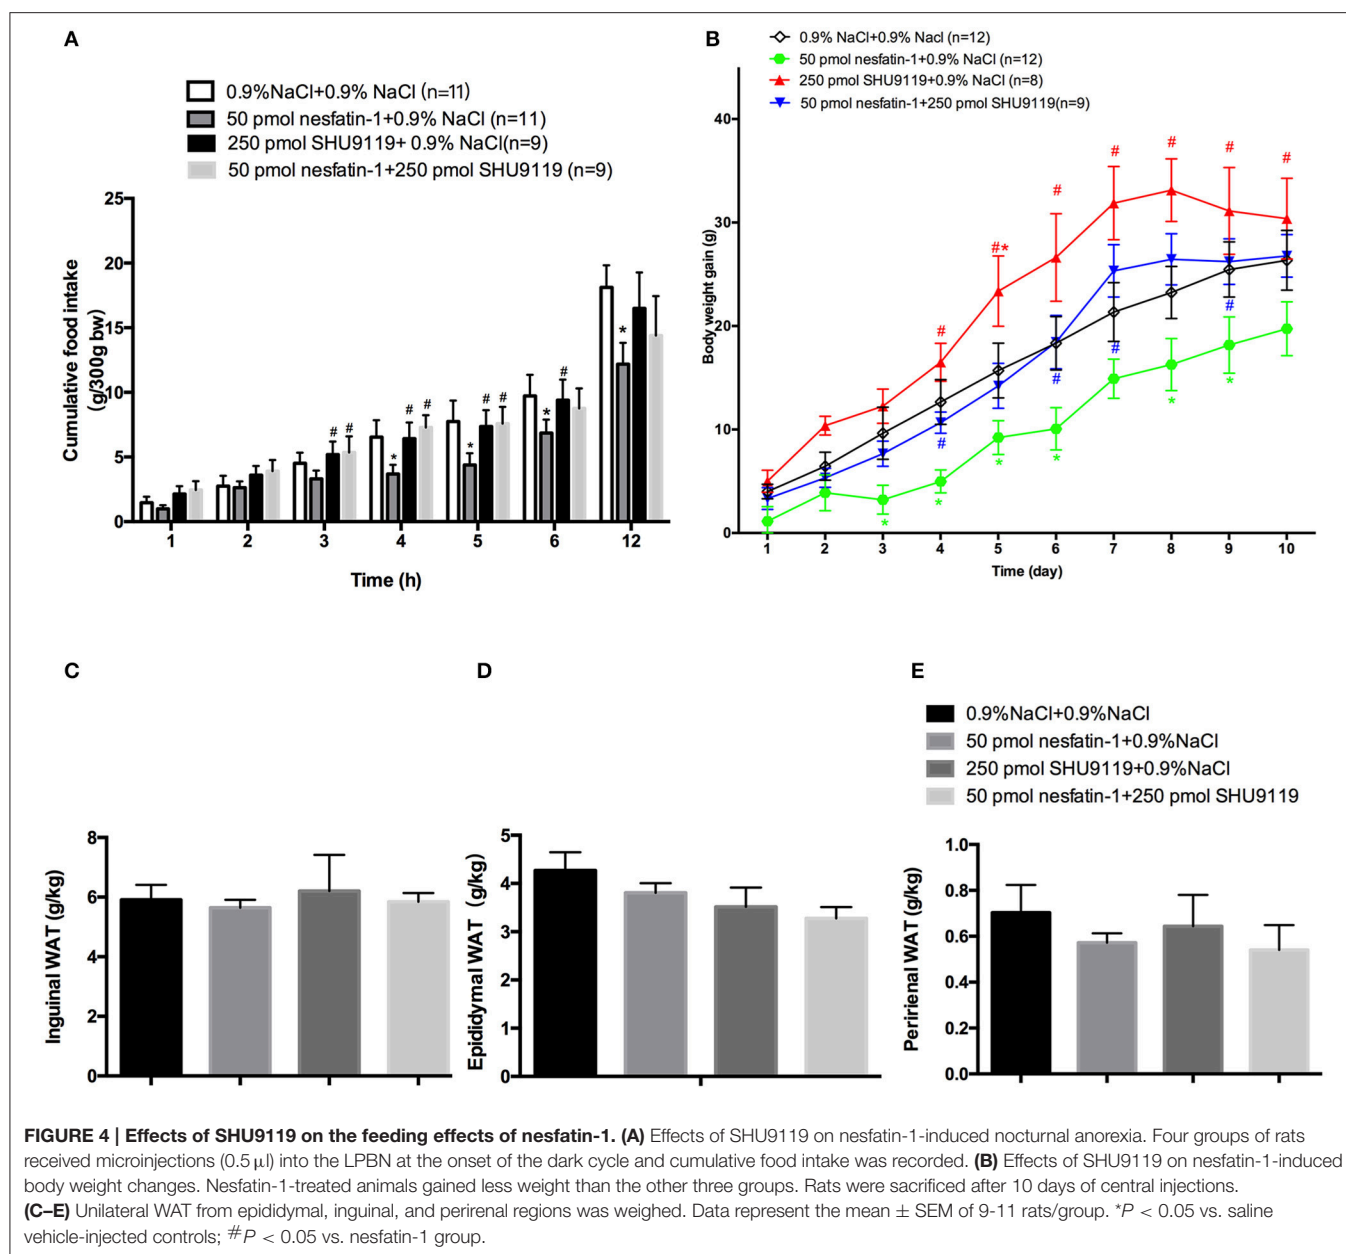 A
0.9%NaCl+0.9% NaCl (n=11)
50 pmol nesfatin-1+0.9% NaCl (n=11)
250 pmol SHU9119+ 0.9% NaCl(n=9)
50 pmol nesfatin-1+250 pmol SHU9119 (n=9)
Cumulative food intake
(g/300g bw)
25
20
15
10
5
0
* # # * # # * # # * # *
1 2 3 4 5 6 12
Time (h)
B
0.9% NaCl+0.9% Nacl (n=12)
50 pmol nesfatin-1+0.9% NaCl (n=12)
250 pmol SHU9119+0.9% NaCl (n=8)
50 pmol nesfatin-1+250 pmol SHU9119(n=9)
Body weight gain (g)
40
30
20
10
0
# #* # # # # #
# # # #
* * * * * *
1 2 3 4 5 6 7 8 9 10
Time (day)
C
Inguinal WAT (g/kg)
8
6
4
2
0
D
Epididymal WAT (g/kg)
5
4
3
2
1
0
E
0.9%NaCl+0.9%NaCl
50 pmol nesfatin-1+0.9%NaCl
250 pmol SHU9119+0.9%NaCl
50 pmol nesfatin-1+250 pmol SHU9119
Peririenal WAT (g/kg)
1.0
0.8
0.6
0.4
0.2
0.0
FIGURE 4 | Effects of SHU9119 on the feeding effects of nesfatin-1. (A) Effects of SHU9119 on nesfatin-1-induced nocturnal anorexia. Four groups of rats
received microinjections (0.5 μl) into the LPBN at the onset of the dark cycle and cumulative food intake was recorded. (B) Effects of SHU9119 on nesfatin-1-induced
body weight changes. Nesfatin-1-treated animals gained less weight than the other three groups. Rats were sacrificed after 10 days of central injections.
(C–E) Unilateral WAT from epididymal, inguinal, and perirenal regions was weighed. Data represent the mean ± SEM of 9-11 rats/group. *P < 0.05 vs. saline
vehicle-injected controls; #P < 0.05 vs. nesfatin-1 group.